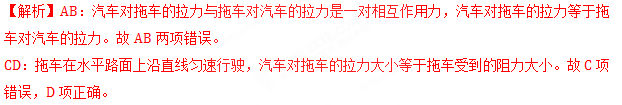 【解析】AB：汽车对拖车的拉力与拖车对汽车的拉力是一对相互作用力，汽车对拖车的拉力等于拖
车对汽车的拉力。故 AB 两项错误。
CD：拖车在水平路面上沿直线匀速行驶，汽车对拖车的拉力大小等于拖车受到的阻力大小。故 C 项
错误，D 项正确。